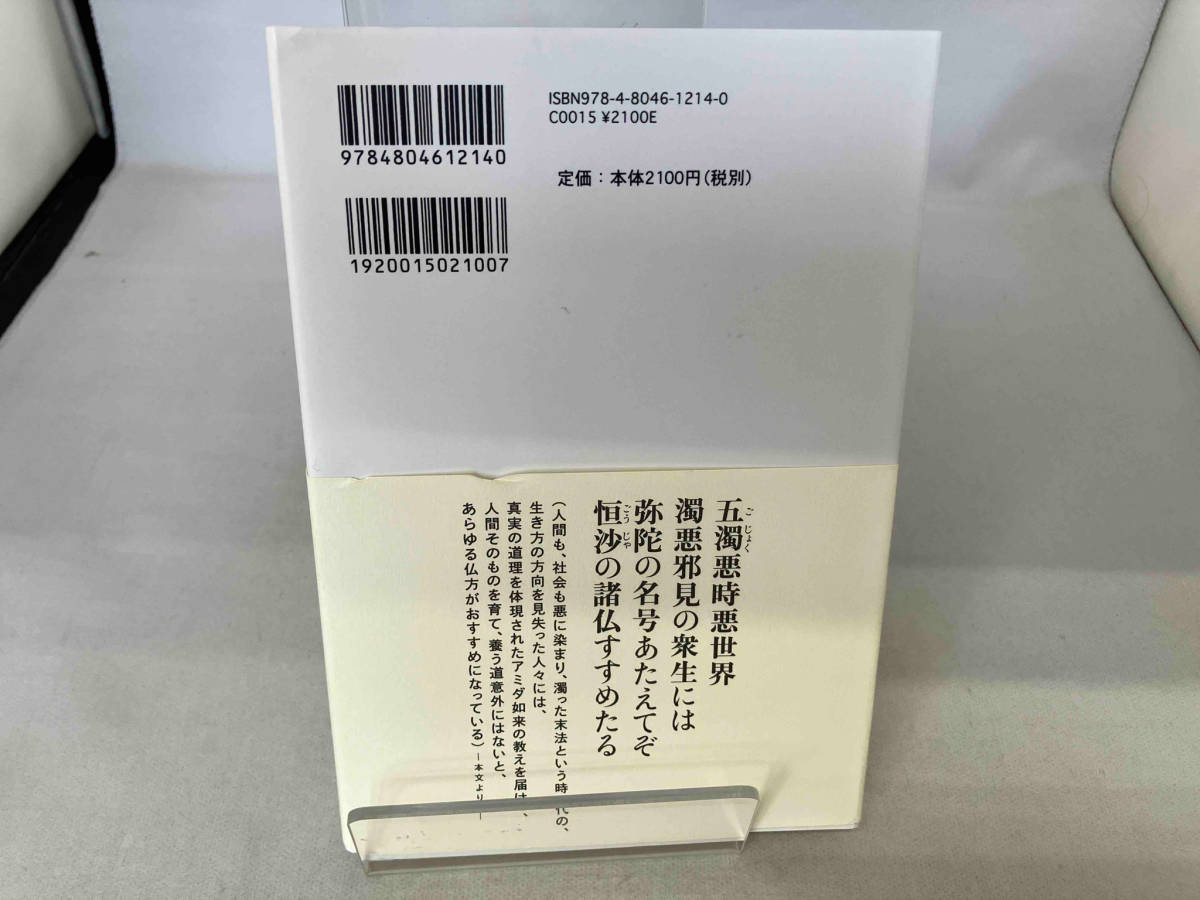 ISBN978-4-8046-1214-0
C0015 ¥2100E
9784804612140
定価：本体2100円(税別)
1920015021007
五濁悪時悪世界
ご じょく
濁悪邪見の衆生には
弥陀の名号あたえてぞ
恒沙の諸仏すすめたる
ごう じゃ
（人間も、社会も悪に染まり、濁った末法という時代の、
生き方の方向を見失った人々には、
真実の道理を体現されたアミダ如来の教えを届け、
人間そのものを育て、養う道意外にはないと、
あらゆる仏方がおすすめになっている）―本文より―